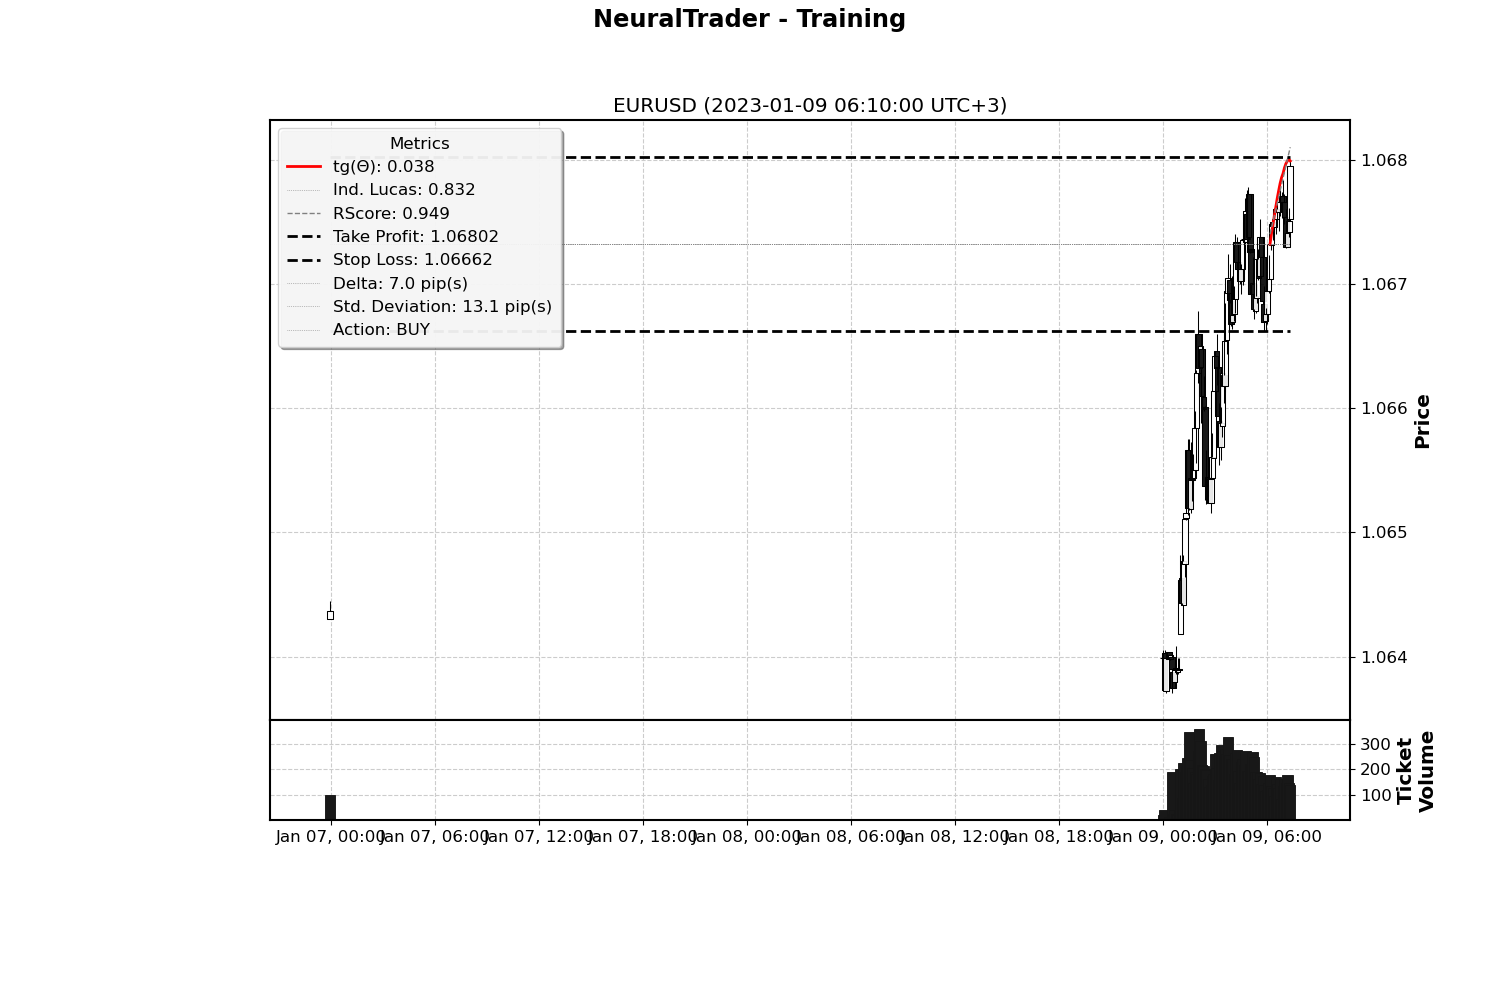 NeuralTrader - Training
EURUSD (2023-01-09 06:10:00 UTC+3)
Metrics
tg(Θ): 0.038
Ind. Lucas: 0.832
RScore: 0.949
Take Profit: 1.06802
Stop Loss: 1.06662
Delta: 7.0 pip(s)
Std. Deviation: 13.1 pip(s)
Action: BUY
1.068
1.067
1.066
1.065
1.064
Price
300
200
100
Ticket
Volume
Jan 07, 00:00
Jan 07, 06:00
Jan 07, 12:00
Jan 07, 18:00
Jan 08, 00:00
Jan 08, 06:00
Jan 08, 12:00
Jan 08, 18:00
Jan 09, 00:00
Jan 09, 06:00